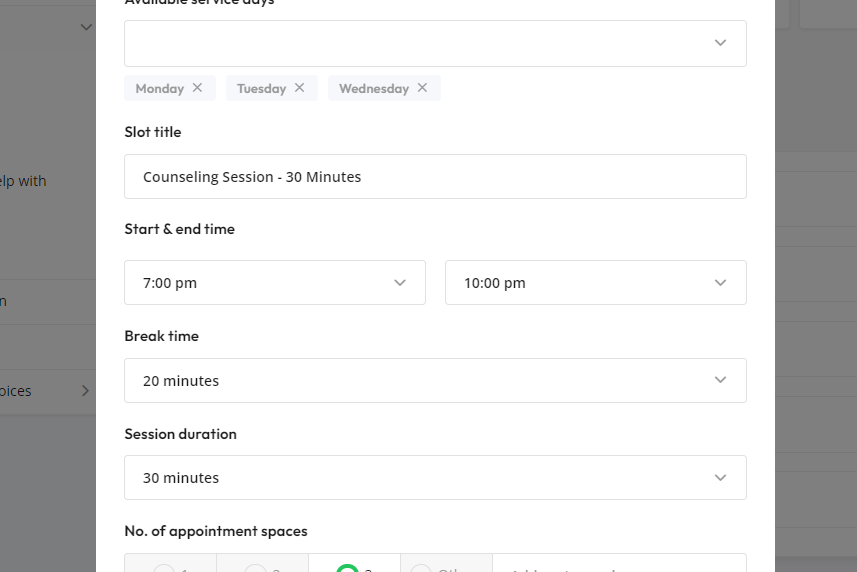 Available service days
Monday Tuesday Wednesday
Slot title
elp with
Counseling Session - 30 Minutes
Start & end time
7:00 pm 10:00 pm
n
Break time
20 minutes
oices
Session duration
30 minutes
No. of appointment spaces